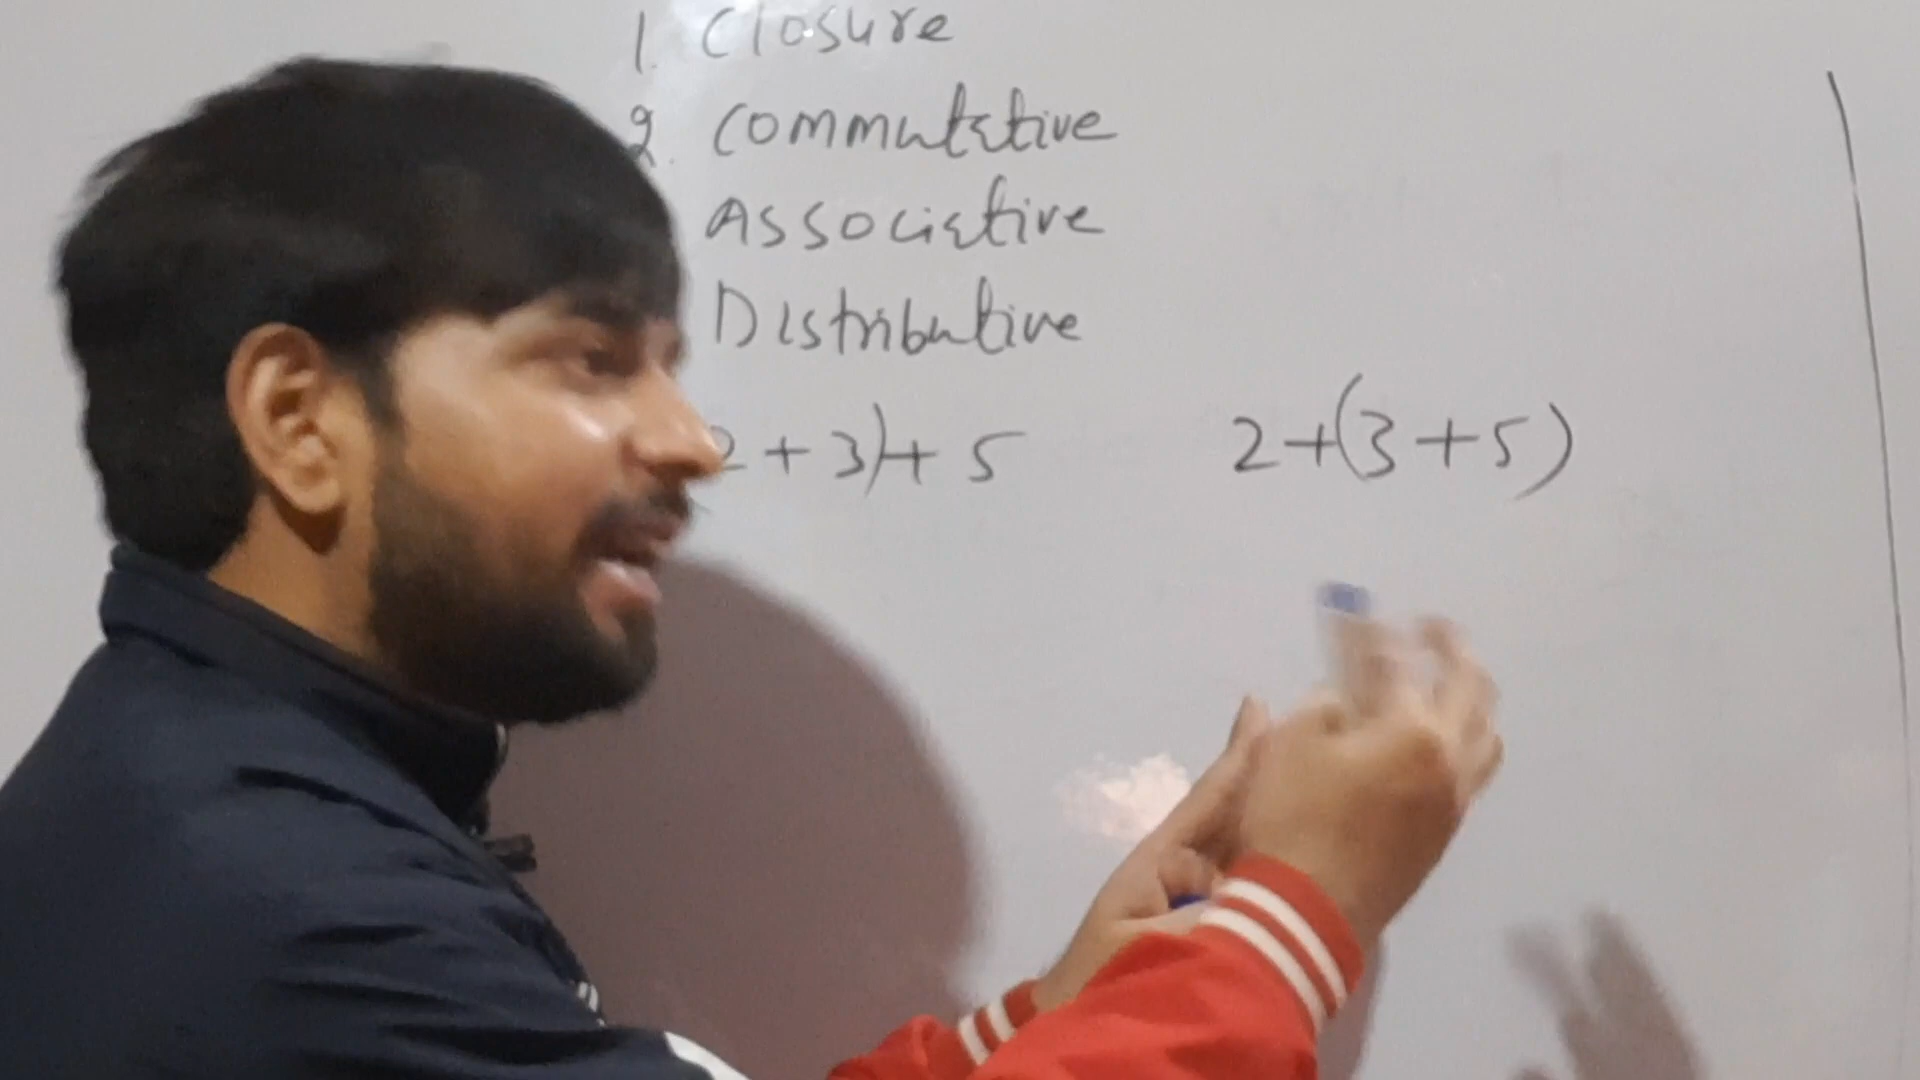 1. Closure
2. Commutative
Associative
Distributive
2 + 3) + 5 2 + (3 + 5)